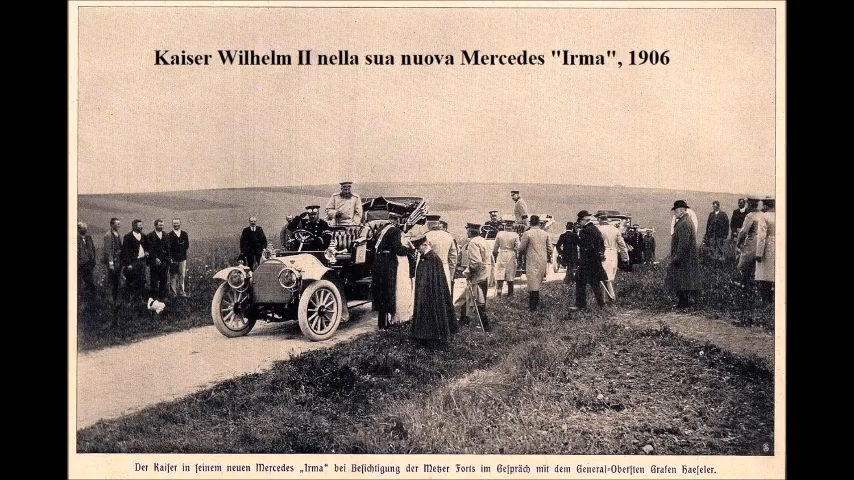 Kaiser Wilhelm II nella sua nuova Mercedes "Irma", 1906
Der Kaiſer in ſeinem neuen Mercedes „Irma" bei Beſichtigung der Metzer Forts im Geſpräch mit dem General=Oberſten Grafen Haeſeler.